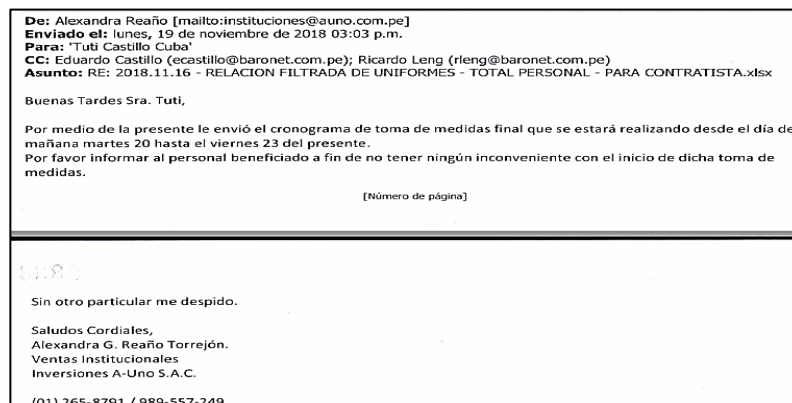 De: Alexandra Reaño [mailto:instituciones@auno.com.pe]
Enviado el: lunes, 19 de noviembre de 2018 03:03 p.m.
Para: 'Tuti Castillo Cuba'
CC: Eduardo Castillo (ecastillo@baronet.com.pe); Ricardo Leng (rleng@baronet.com.pe)
Asunto: RE: 2018.11.16 - RELACION FILTRADA DE UNIFORMES - TOTAL PERSONAL - PARA CONTRATISTA.xlsx
Buenas Tardes Sra. Tuti,
Por medio de la presente le envió el cronograma de toma de medidas final que se estará realizando desde el día de
mañana martes 20 hasta el viernes 23 del presente.
Por favor informar al personal beneficiado a fin de no tener ningún inconveniente con el inicio de dicha toma de
medidas.
[Número de página]
Sin otro particular me despido.
Saludos Cordiales,
Alexandra G. Reaño Torrejón.
Ventas Institucionales
Inversiones A-Uno S.A.C.
(01) 265-8791 / 989-557-249